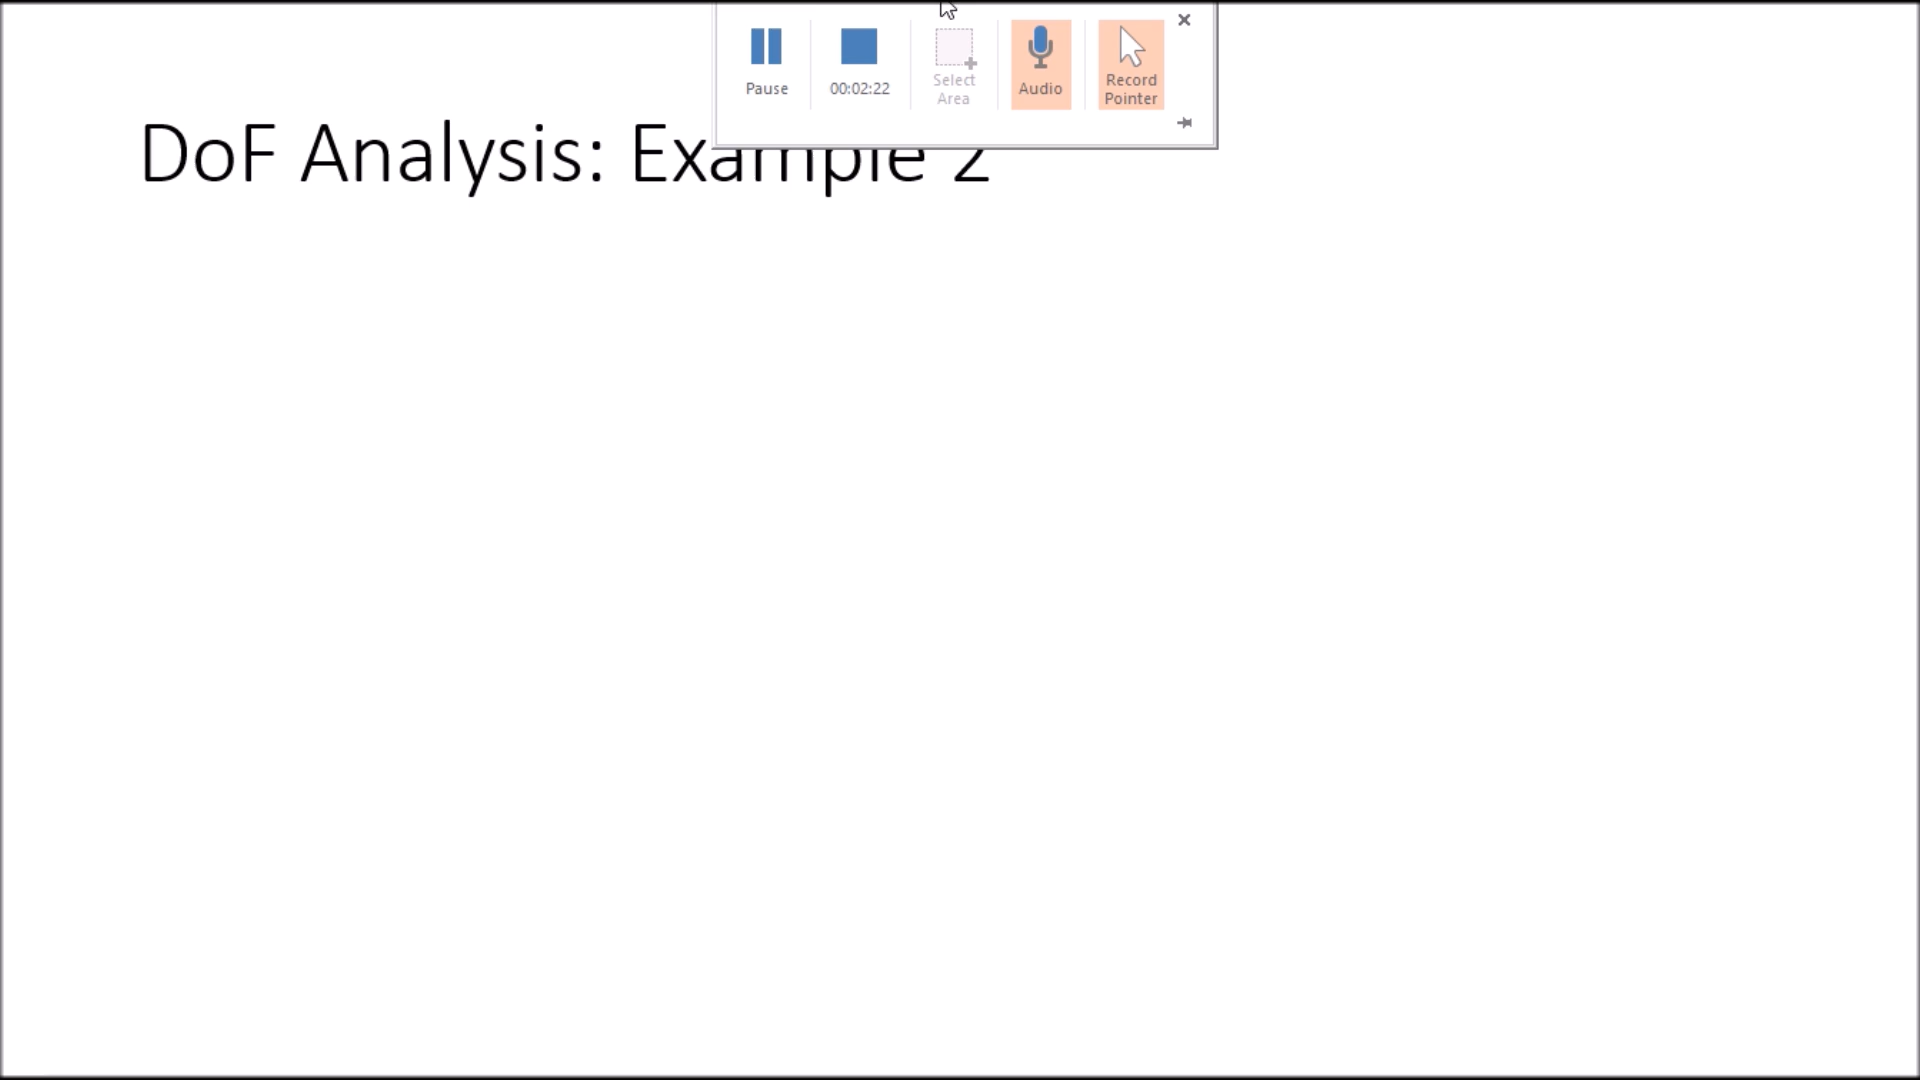 Pause
00:02:22
Select
Area
Audio
Record
Pointer
DoF Analysis: Example 2